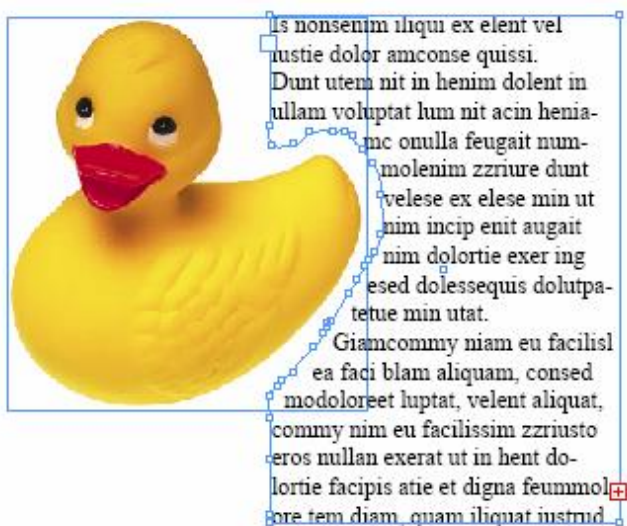 Is nonsenim iliqui ex elent vel
iustie dolor amconse quissi.
Dunt utem nit in henim dolent in
ullam voluptat lum nit acin henia-
mc onulla feugait num-
molenim zzriure dunt
velese ex elese min ut
nim incip enit augait
nim dolortie exer ing
esed dolessequis dolutpa-
tetue min utat.
Giamcommy niam eu facilisl
ea faci blam aliquam, consed
modoloreet luptat, velent aliquat,
commy nim eu facilissim zzriusto
eros nullan exerat ut in hent do-
lortie facipis atie et digna feummol
ore tem diam, quam iliquat iustrud